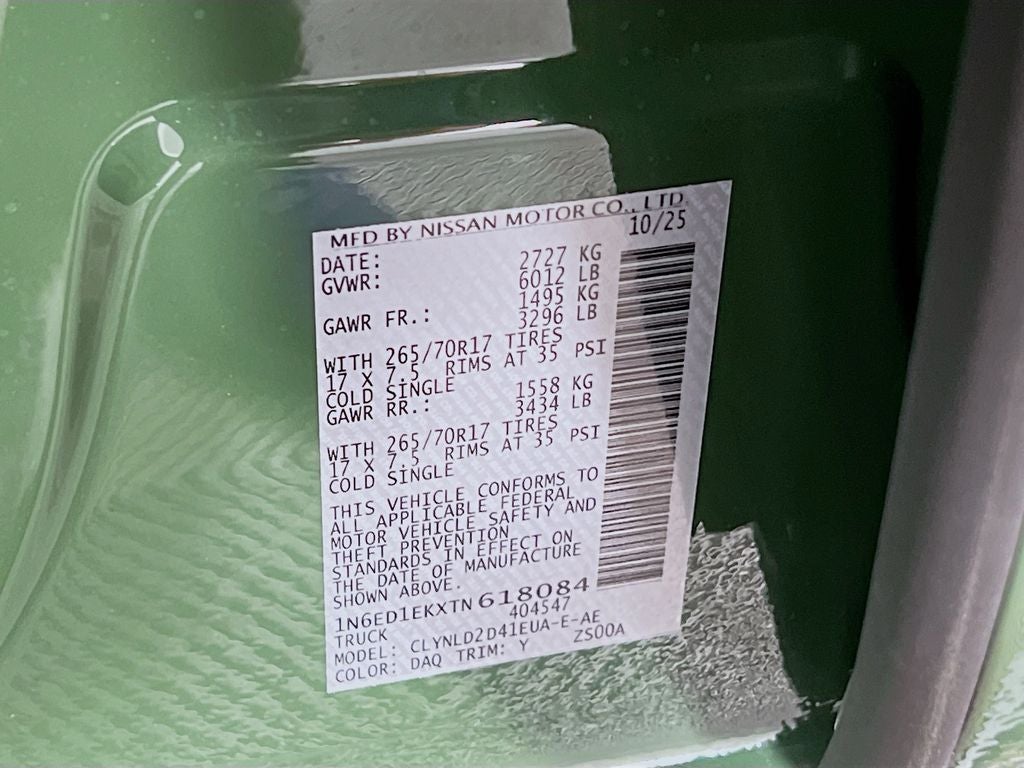 MFD BY NISSAN MOTOR CO., LTD.
DATE: 10/25
GVWR: 2727 KG
6012 LB
GAWR FR.: 1495 KG
3296 LB
WITH 265/70R17 TIRES
17 X 7.5 RIMS AT 35 PSI
COLD SINGLE
GAWR RR.: 1558 KG
3434 LB
WITH 265/70R17 TIRES
17 X 7.5 RIMS AT 35 PSI
COLD SINGLE
THIS VEHICLE CONFORMS TO
ALL APPLICABLE FEDERAL
MOTOR VEHICLE SAFETY AND
THEFT PREVENTION
STANDARDS IN EFFECT ON
THE DATE OF MANUFACTURE
SHOWN ABOVE.
1N6ED1EKXTN618084
TRUCK 404547
MODEL: CLYNLD2D41EUA-E-AE
COLOR: DAQ TRIM: Y ZS00A